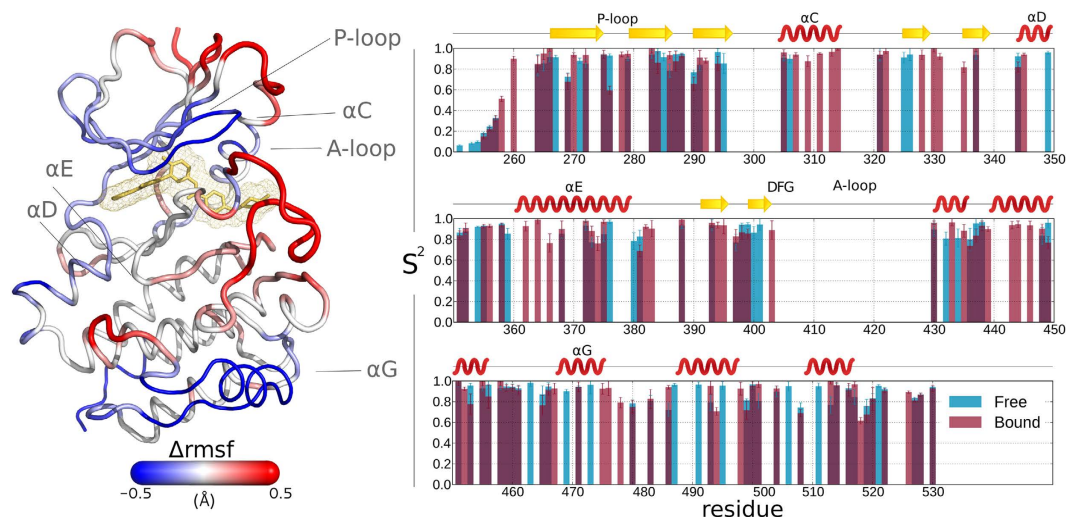 P-loop
αC
A-loop
αE
αD
αG
Δrmsf
−0.5
(Å)
0.5
S²
P-loop
αC
αD
1.0
0.8
0.6
0.4
0.2
0.0
260
270
280
290
300
310
320
330
340
350
αE
DFG
A-loop
1.0
0.8
0.6
0.4
0.2
0.0
360
370
380
390
400
410
420
430
440
450
αG
1.0
0.8
0.6
0.4
0.2
0.0
460
470
480
490
500
510
520
530
Free
Bound
residue